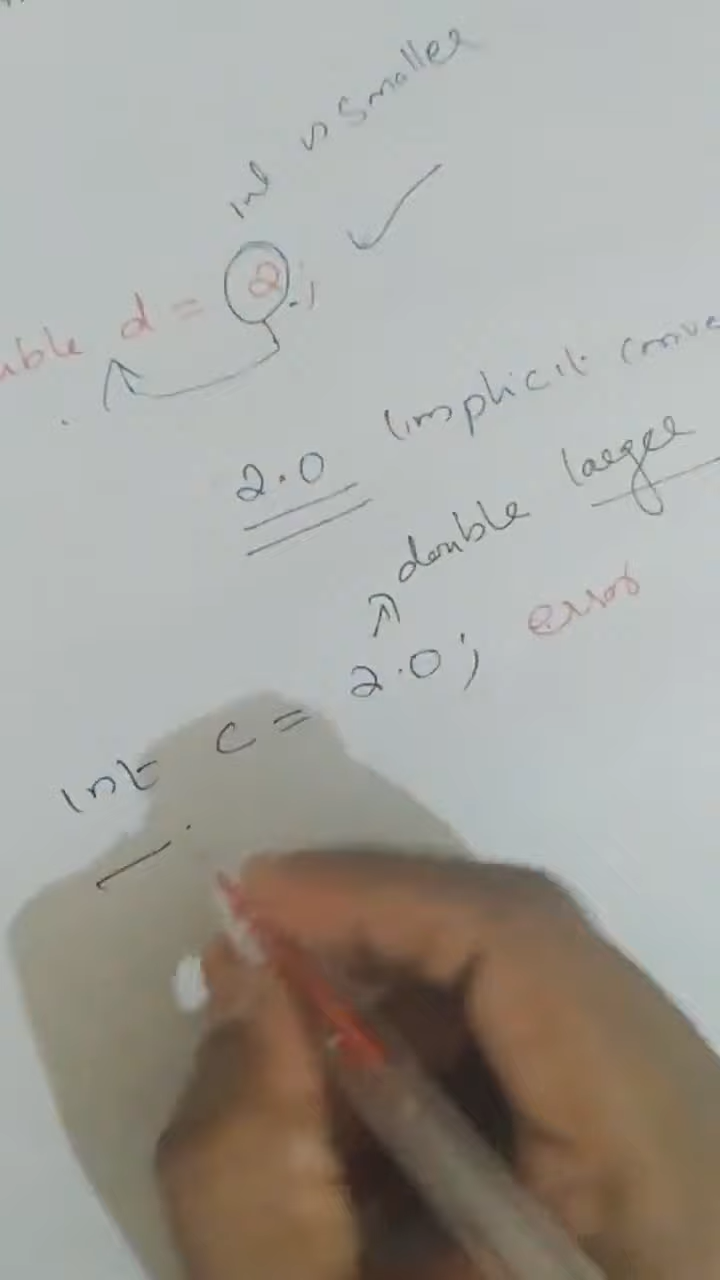 int is smaller
uble d = 2;
2.0 (implicit conve
double larger
int c = 2.0; error